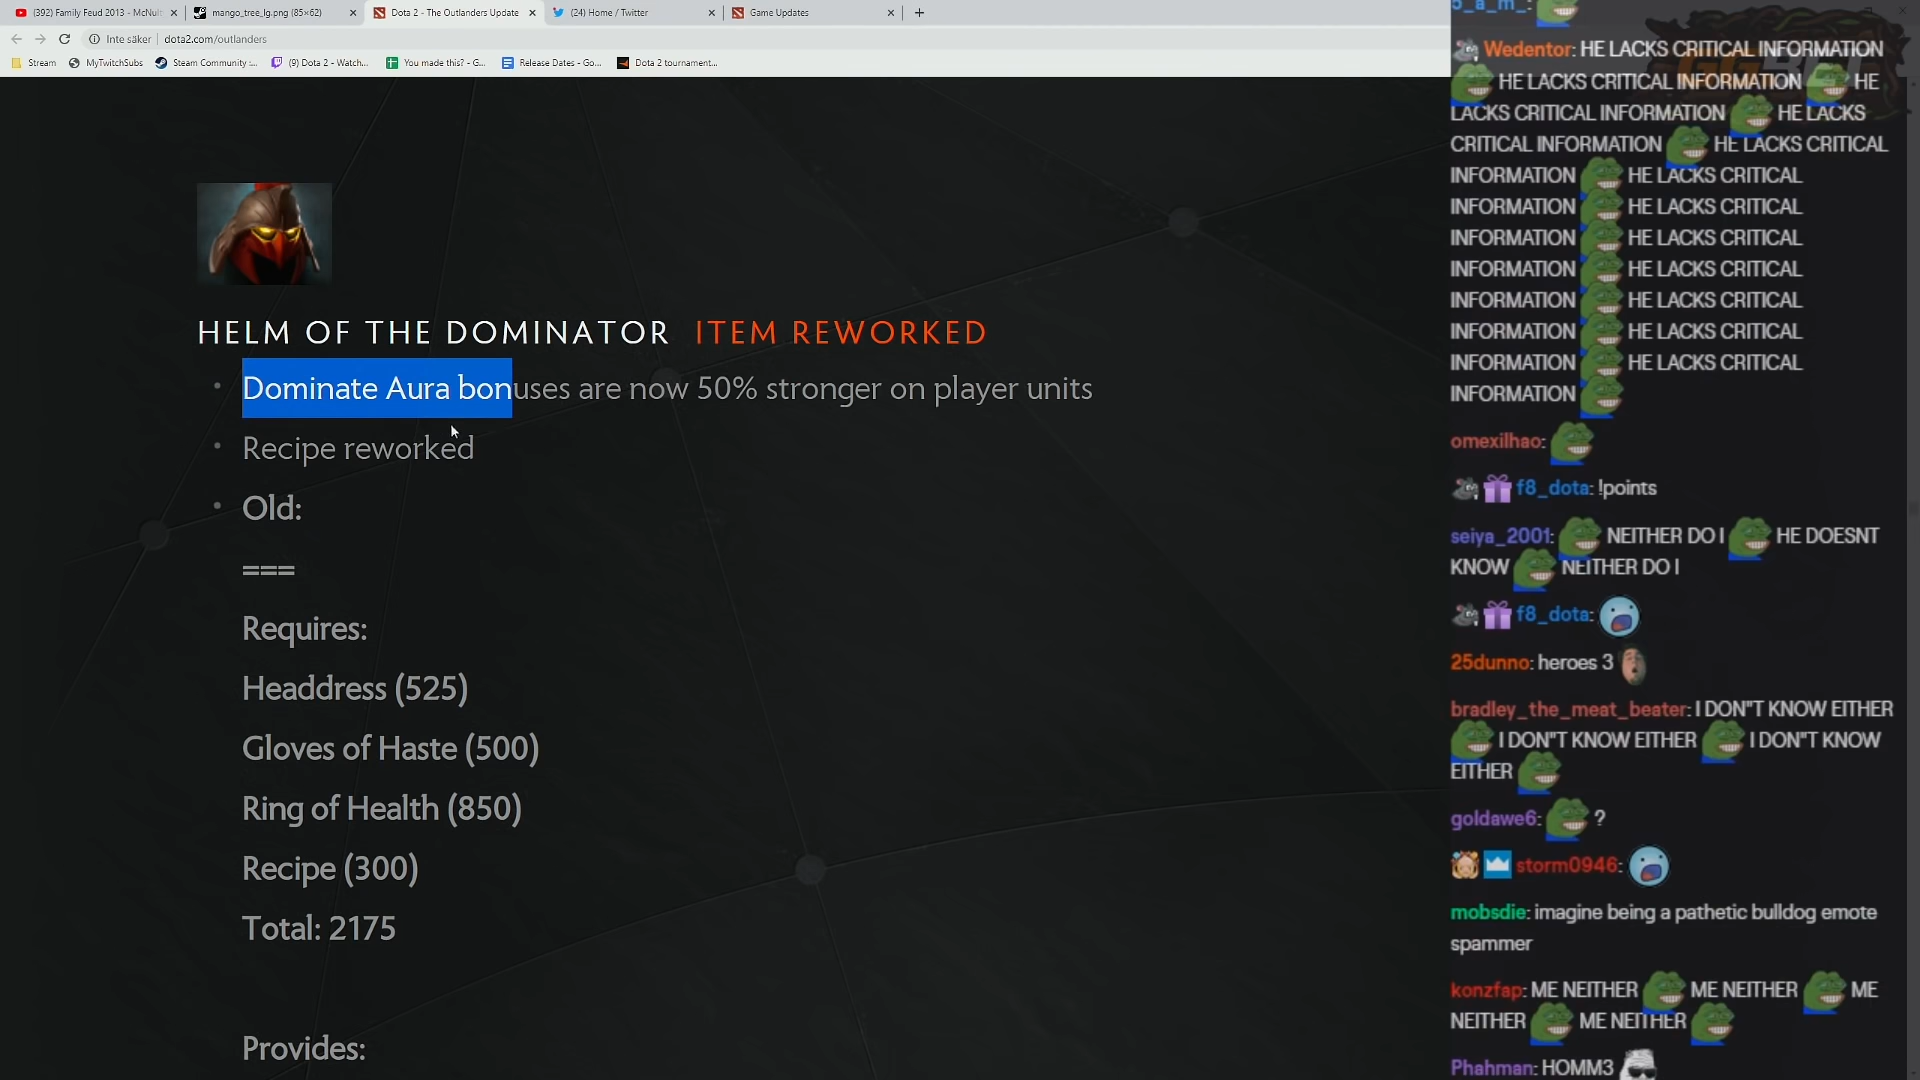 (392) Family Feud 2013 - McNul
mango_tree_lg.png (85×62)
Dota 2 - The Outlanders Update
(24) Home / Twitter
Game Updates
Inte säker
dota2.com/outlanders
Stream
MyTwitchSubs
Steam Community :...
(9) Dota 2 - Watch...
You made this? - G...
Release Dates - Go...
Dota 2 tournament...
HELM OF THE DOMINATOR ITEM REWORKED
• Dominate Aura bonuses are now 50% stronger on player units
• Recipe reworked
• Old:
===
Requires:
Headdress (525)
Gloves of Haste (500)
Ring of Health (850)
Recipe (300)
Total: 2175
Provides:
5_a_m_:
Wedentor: HE LACKS CRITICAL INFORMATION
HE LACKS CRITICAL INFORMATION HE
LACKS CRITICAL INFORMATION HE LACKS
CRITICAL INFORMATION HE LACKS CRITICAL
INFORMATION HE LACKS CRITICAL
INFORMATION HE LACKS CRITICAL
INFORMATION HE LACKS CRITICAL
INFORMATION HE LACKS CRITICAL
INFORMATION HE LACKS CRITICAL
INFORMATION HE LACKS CRITICAL
INFORMATION HE LACKS CRITICAL
INFORMATION
omexilhao:
f8_dota: !points
seiya_2001: NEITHER DO I HE DOESNT
KNOW NEITHER DO I
f8_dota:
25dunno: heroes 3
bradley_the_meat_beater: I DON"T KNOW EITHER
I DON"T KNOW EITHER I DON"T KNOW
EITHER
goldawe6: ?
storm0946:
mobsdie: imagine being a pathetic bulldog emote
spammer
konzfap: ME NEITHER ME NEITHER ME
NEITHER ME NEITHER
Phahman: HOMM3